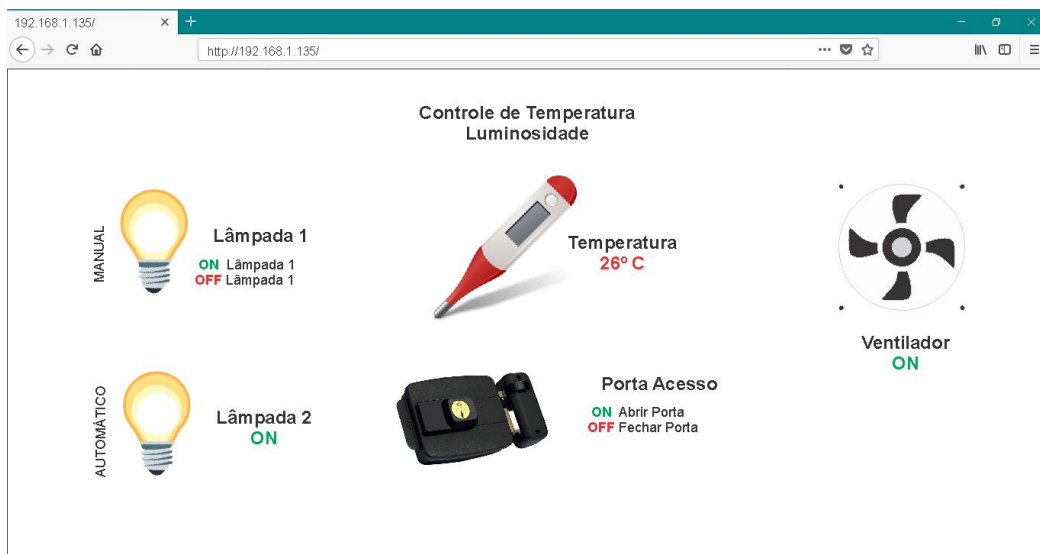 192.168.1.135/
http://192.168.1.135/
Controle de Temperatura
Luminosidade
MANUAL
Lâmpada 1
ON Lâmpada 1
OFF Lâmpada 1
Temperatura
26º C
Ventilador
ON
AUTOMÁTICO
Lâmpada 2
ON
Porta Acesso
ON Abrir Porta
OFF Fechar Porta